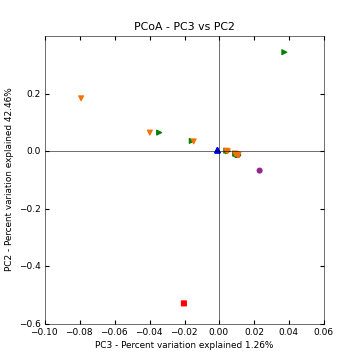 PCoA - PC3 vs PC2
PC2 - Percent variation explained 42.46%
0.2
0.0
−0.2
−0.4
−0.6
−0.10 −0.08 −0.06 −0.04 −0.02 0.00 0.02 0.04 0.06
PC3 - Percent variation explained 1.26%